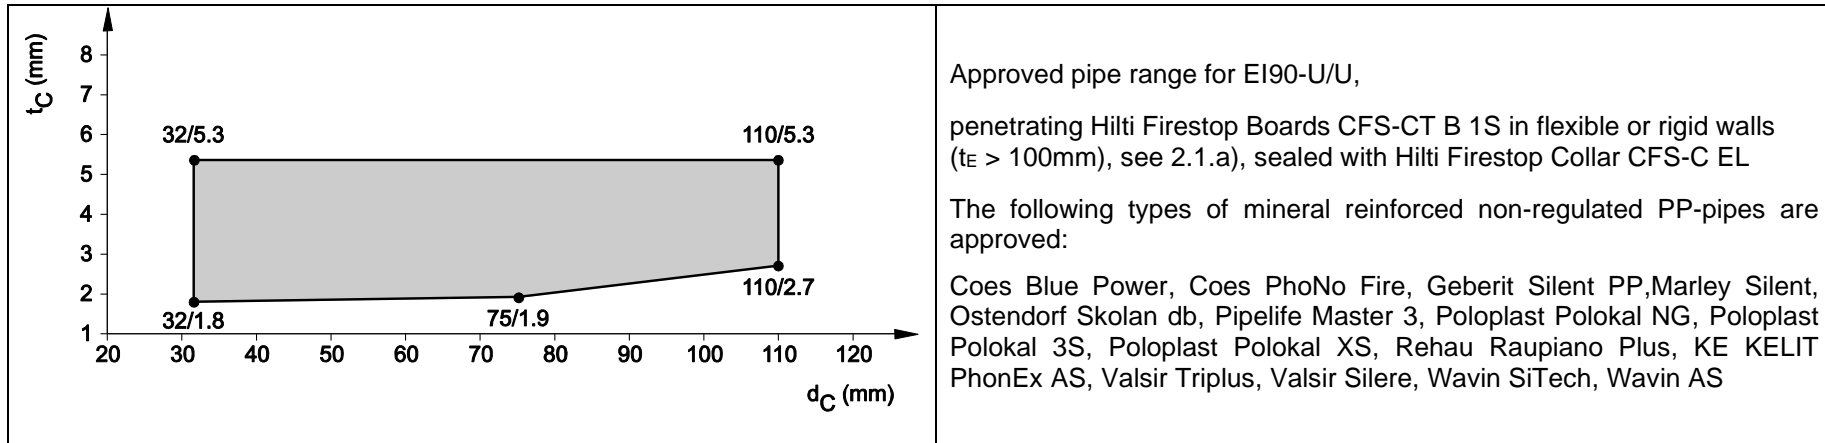 tC (mm)
8
7
6
5
4
3
2
1
32/5.3
110/5.3
32/1.8
75/1.9
110/2.7
20 30 40 50 60 70 80 90 100 110 120
dC (mm)
Approved pipe range for EI90-U/U,
penetrating Hilti Firestop Boards CFS-CT B 1S in flexible or rigid walls
(tE > 100mm), see 2.1.a), sealed with Hilti Firestop Collar CFS-C EL
The following types of mineral reinforced non-regulated PP-pipes are
approved:
Coes Blue Power, Coes PhoNo Fire, Geberit Silent PP,Marley Silent,
Ostendorf Skolan db, Pipelife Master 3, Poloplast Polokal NG, Poloplast
Polokal 3S, Poloplast Polokal XS, Rehau Raupiano Plus, KE KELIT
PhonEx AS, Valsir Triplus, Valsir Silere, Wavin SiTech, Wavin AS